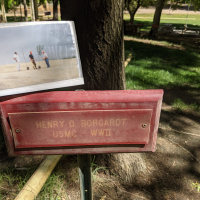 HENRY D. BORGARDT
USMC - WWII